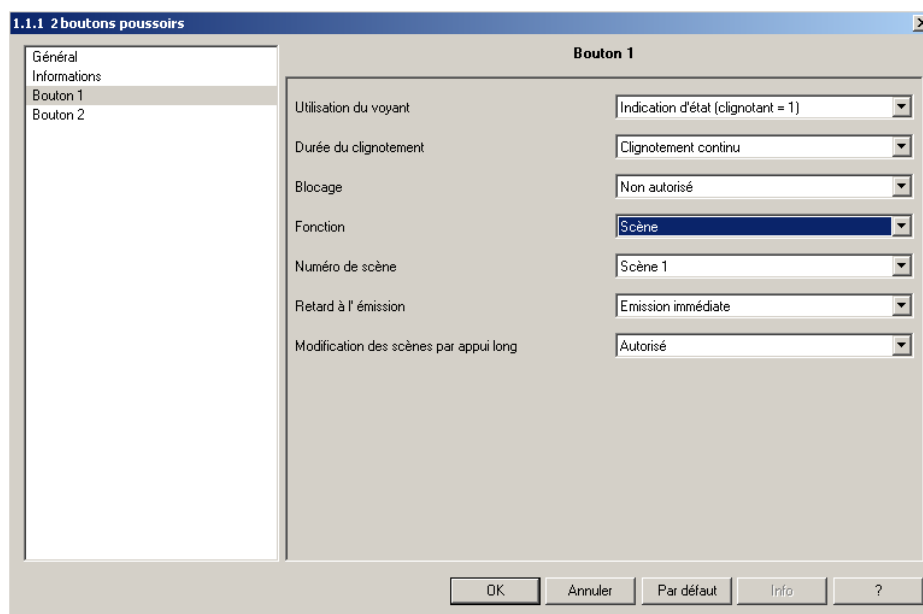 1.1.1 2 boutons poussoirs
Général
Informations
Bouton 1
Bouton 2
Bouton 1
Utilisation du voyant Indication d'état (clignotant = 1)
Durée du clignotement Clignotement continu
Blocage Non autorisé
Fonction Scène
Numéro de scène Scène 1
Retard à l' émission Emission immédiate
Modification des scènes par appui long Autorisé
OK Annuler Par défaut Info ?